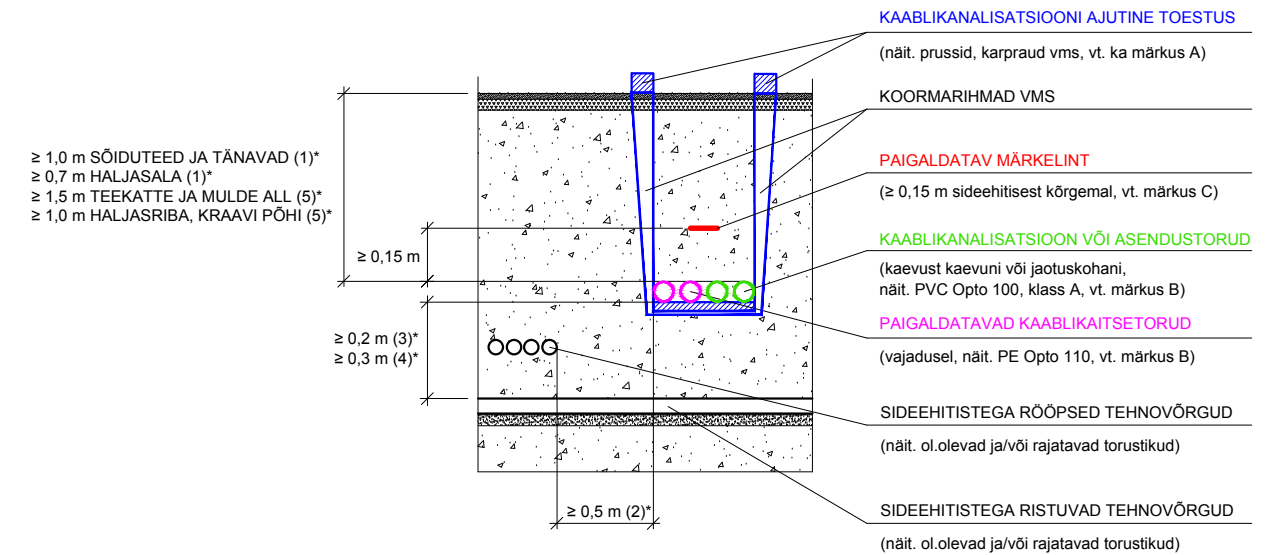 KAABLIKANALISATSIOONI AJUTINE TOESTUS
(näit. prussid, karpraud vms, vt. ka märkus A)
KOORMARIHMAD VMS
≥ 1,0 m SÕIDUTEED JA TÄNAVAD (1)*
≥ 0,7 m HALJASALA (1)*
≥ 1,5 m TEEKATTE JA MULDE ALL (5)*
≥ 1,0 m HALJASRIBA, KRAAVI PÕHI (5)*
PAIGALDATAV MÄRKELINT
(≥ 0,15 m sideehitisest kõrgemal, vt. märkus C)
≥ 0,15 m
KAABLIKANALISATSIOON VÕI ASENDUSTORUD
(kaevust kaevuni või jaotuskohani,
näit. PVC Opto 100, klass A, vt. märkus B)
PAIGALDATAVAD KAABLIKAITSETORUD
(vajadusel, näit. PE Opto 110, vt. märkus B)
≥ 0,2 m (3)*
≥ 0,3 m (4)*
SIDEEHITISTEGA RÖÖPSED TEHNOVÕRGUD
(näit. ol.olevad ja/või rajatavad torustikud)
≥ 0,5 m (2)*
SIDEEHITISTEGA RISTUVAD TEHNOVÕRGUD
(näit. ol.olevad ja/või rajatavad torustikud)